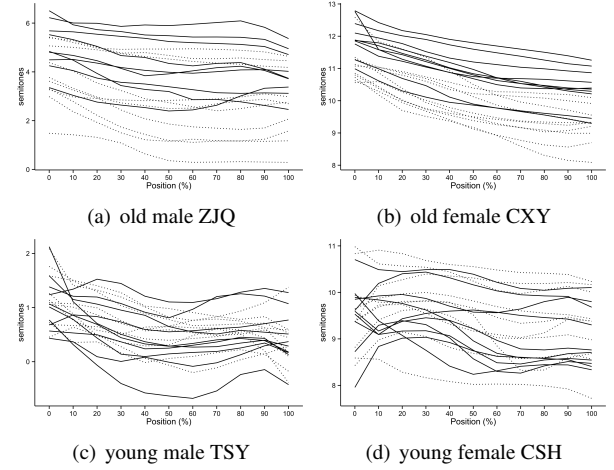 6
4
2
0
semitones
0 10 20 30 40 50 60 70 80 90 100
Position (%)
(a) old male ZJQ
13
12
11
10
9
8
semitones
0 10 20 30 40 50 60 70 80 90 100
Position (%)
(b) old female CXY
2
1
0
semitones
0 10 20 30 40 50 60 70 80 90 100
Position (%)
(c) young male TSY
11
10
9
8
semitones
0 10 20 30 40 50 60 70 80 90 100
Position (%)
(d) young female CSH